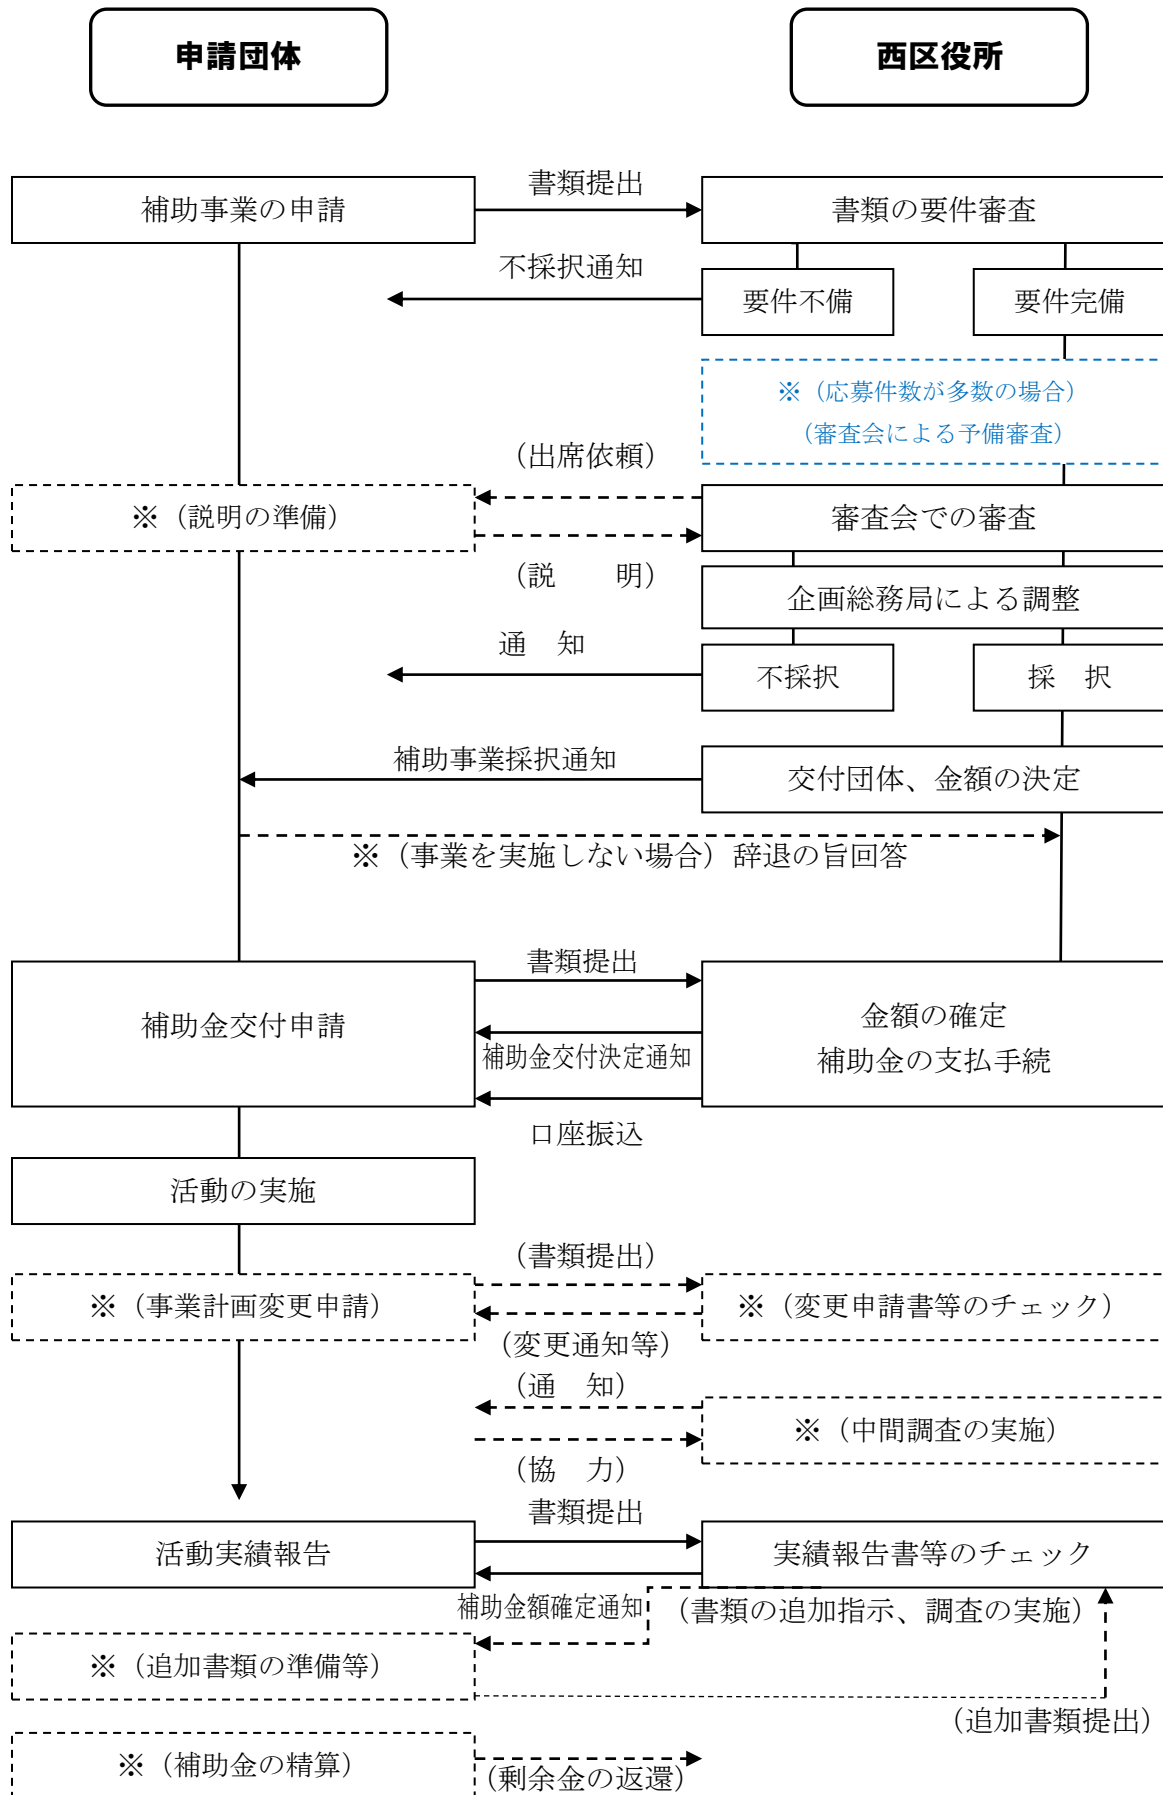 申請団体
西区役所
補助事業の申請
書類提出
書類の要件審査
不採択通知
要件不備
要件完備
※（応募件数が多数の場合）
（審査会による予備審査）
（出席依頼）
※（説明の準備）
審査会での審査
（説　明）
企画総務局による調整
通　知
不採択
採　択
補助事業採択通知
交付団体、金額の決定
※（事業を実施しない場合）辞退の旨回答
書類提出
補助金交付申請
金額の確定
補助金の支払手続
補助金交付決定通知
口座振込
活動の実施
（書類提出）
※（事業計画変更申請）
※（変更申請書等のチェック）
（変更通知等）
（通　知）
※（中間調査の実施）
（協　力）
書類提出
活動実績報告
実績報告書等のチェック
補助金額確定通知
（書類の追加指示、調査の実施）
※（追加書類の準備等）
（追加書類提出）
※（補助金の精算）
（剰余金の返還）